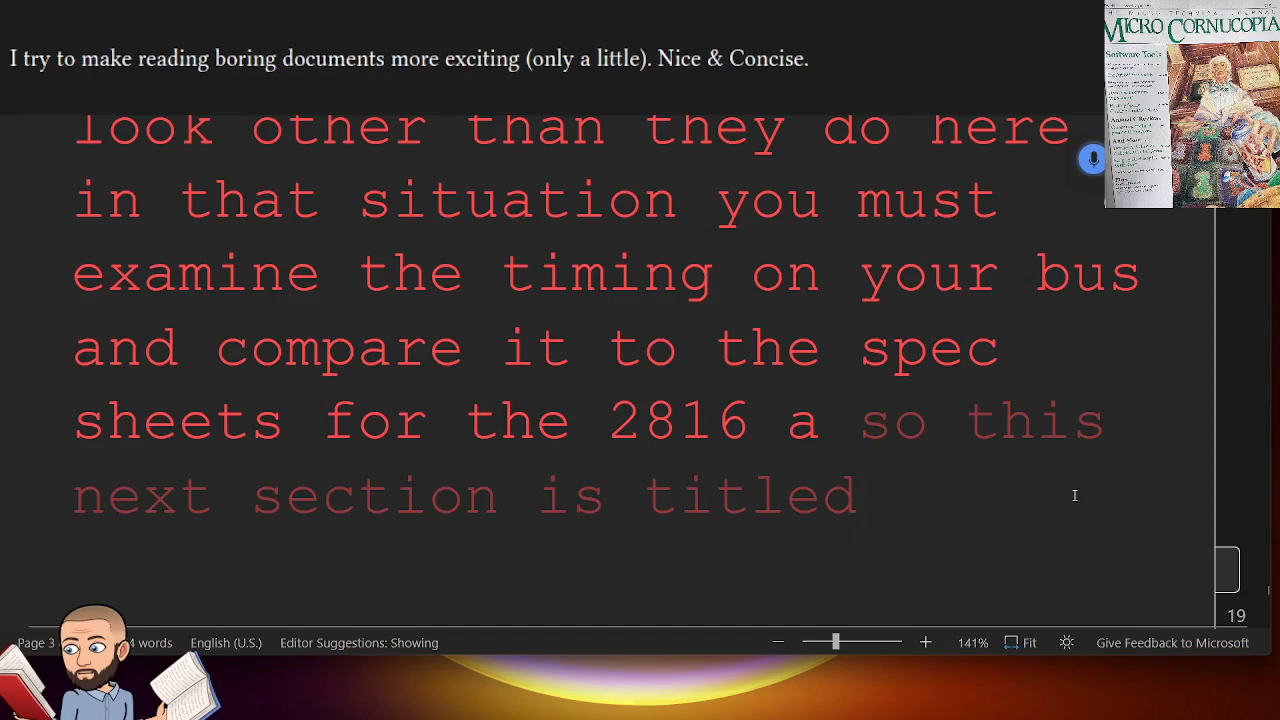 I try to make reading boring documents more exciting (only a little). Nice & Concise.
MICRO CORNUCOPIA
Software Tools
look other than they do here
in that situation you must
examine the timing on your bus
and compare it to the spec
sheets for the 2816 a so this
next section is titled
19
Page 3
4 words
English (U.S.)
Editor Suggestions: Showing
141%
Fit
Give Feedback to Microsoft